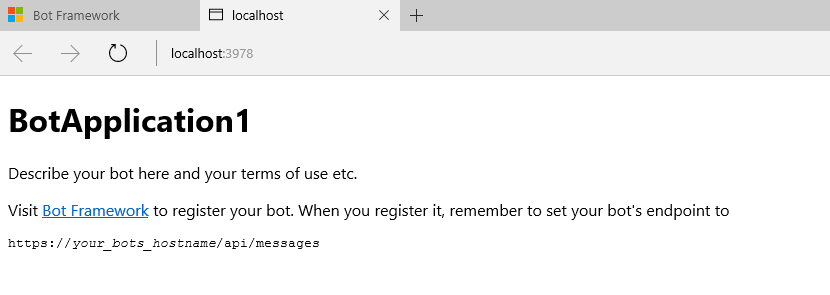 Bot Framework
localhost
localhost:3978
BotApplication1
Describe your bot here and your terms of use etc.
Visit Bot Framework to register your bot. When you register it, remember to set your bot's endpoint to
https://your_bots_hostname/api/messages